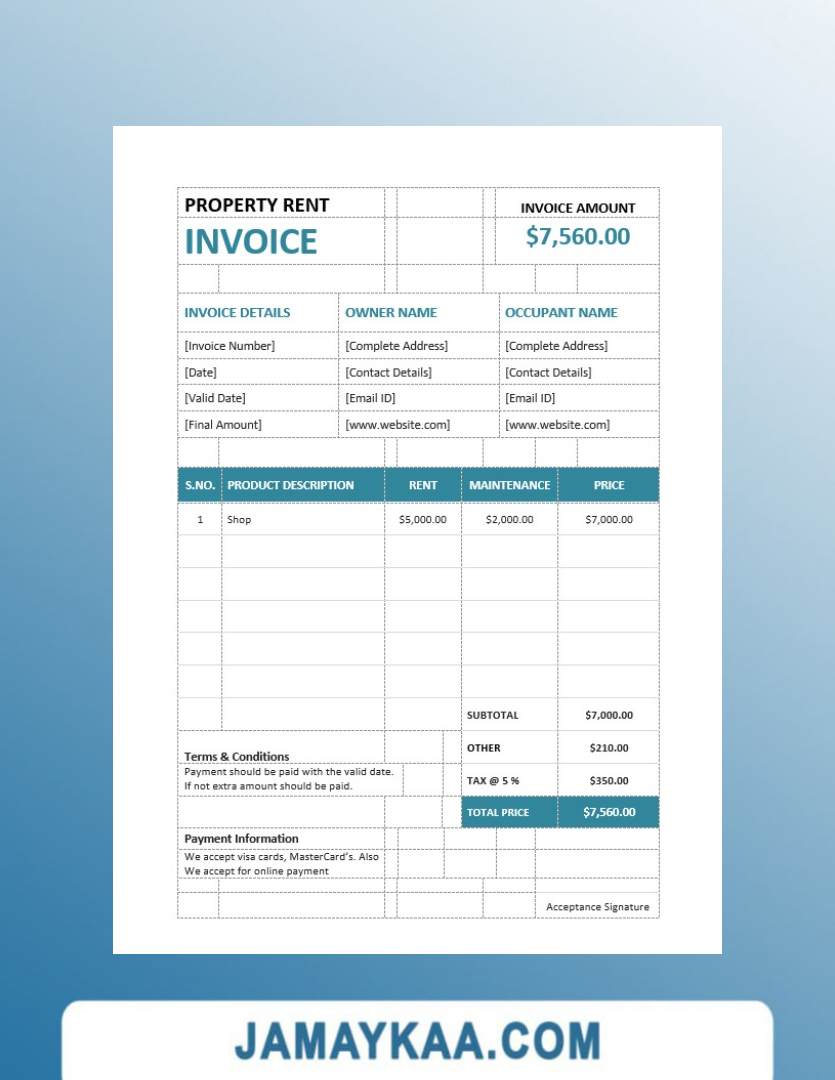 PROPERTY RENT
INVOICE
INVOICE AMOUNT
$7,560.00
INVOICE DETAILS OWNER NAME OCCUPANT NAME
[Invoice Number] [Complete Address] [Complete Address]
[Date] [Contact Details] [Contact Details]
[Valid Date] [Email ID] [Email ID]
[Final Amount] [www.website.com] [www.website.com]
S.NO. PRODUCT DESCRIPTION RENT MAINTENANCE PRICE
1 Shop $5,000.00 $2,000.00 $7,000.00
SUBTOTAL $7,000.00
OTHER $210.00
TAX @ 5 % $350.00
TOTAL PRICE $7,560.00
Terms & Conditions
Payment should be paid with the valid date.
If not extra amount should be paid.
Payment Information
We accept visa cards, MasterCard's. Also
We accept for online payment
Acceptance Signature
JAMAYKAA.COM